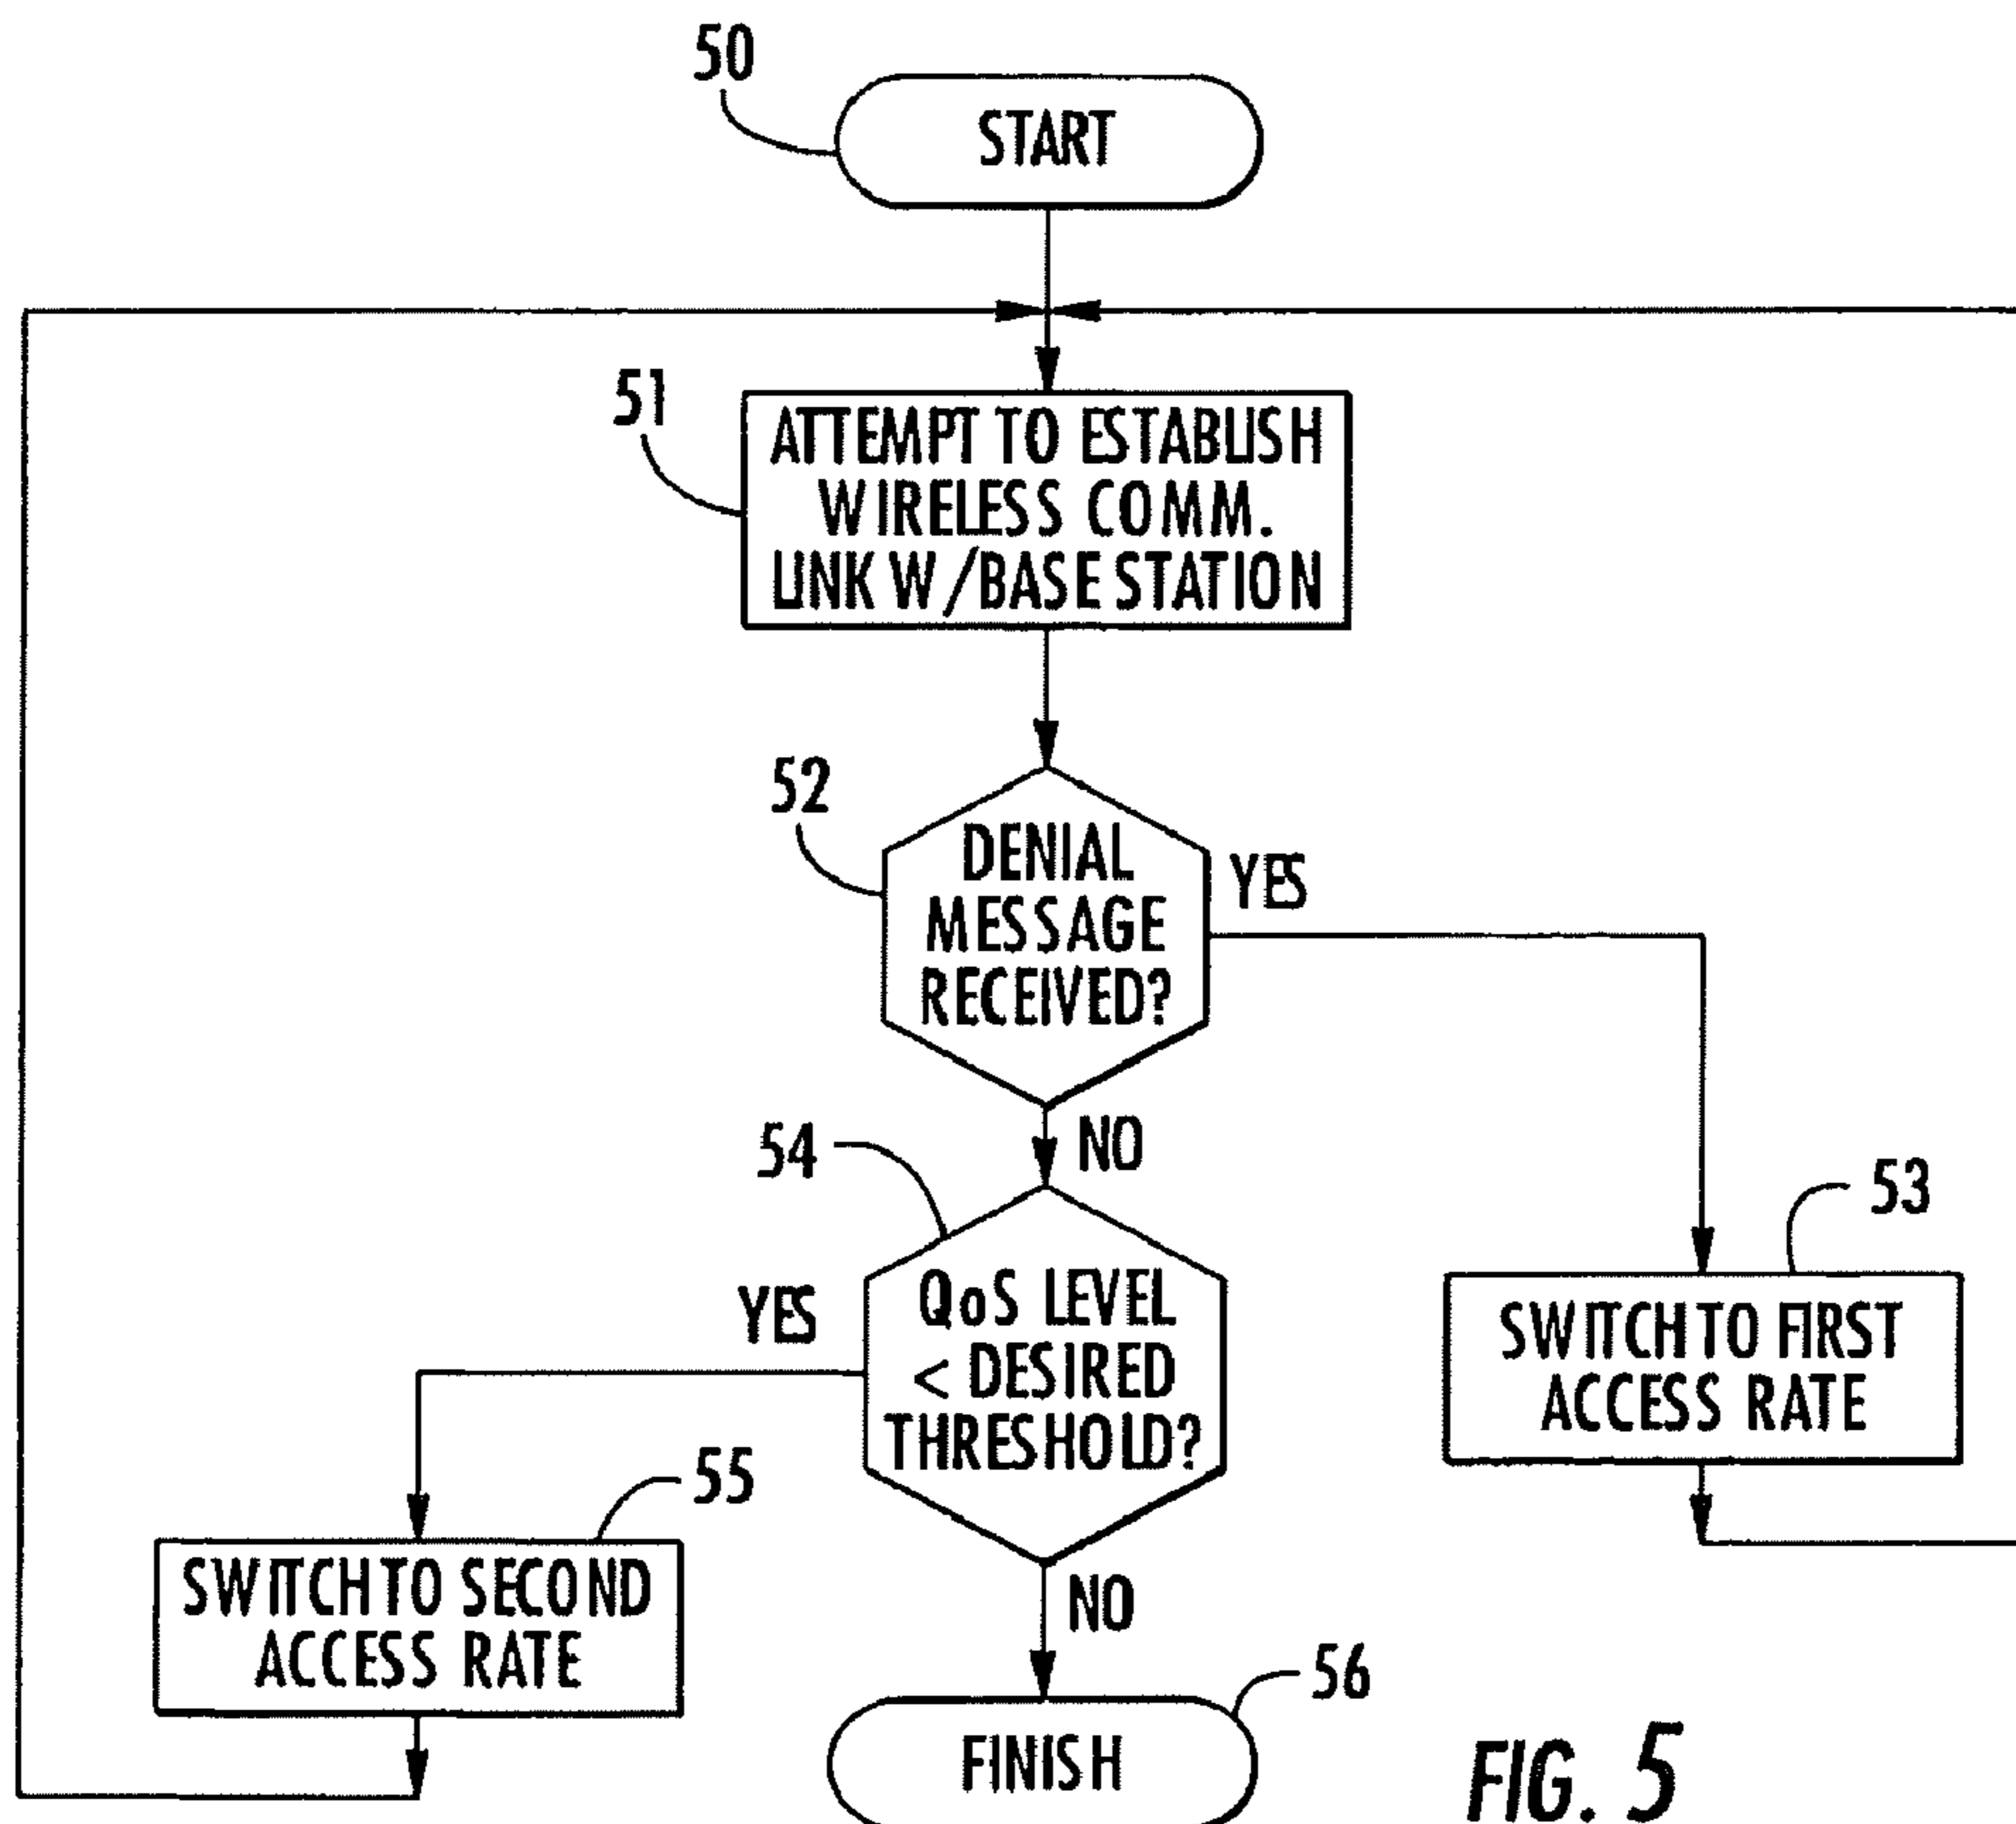 50
START
51
ATTEMPT TO ESTABLISH
WIRELESS COMM.
LINK W/BASE STATION
52
DENIAL
MESSAGE
RECEIVED?
YES
NO
54
53
QoS LEVEL
< DESIRED
THRESHOLD?
YES
SWITCH TO FIRST
ACCESS RATE
55
SWITCH TO SECOND
ACCESS RATE
NO
56
FINISH
FIG. 5